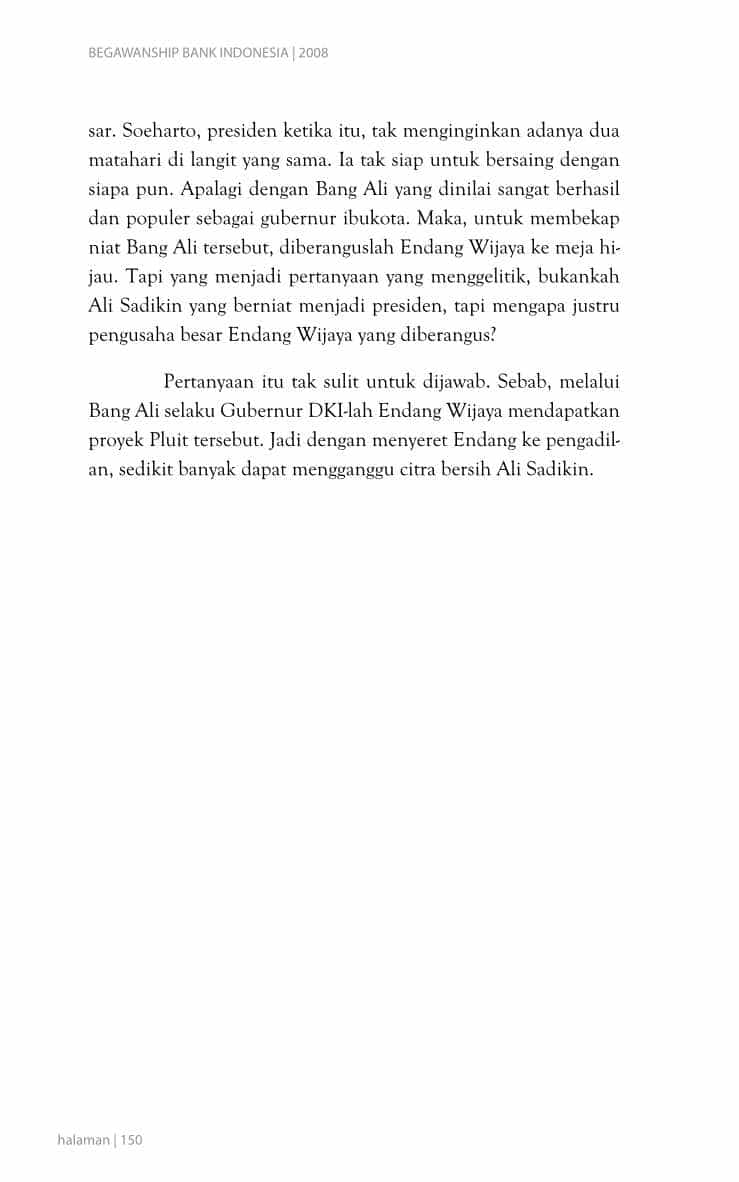 BEGAWANSHIP BANK INDONESIA | 2008
sar. Soeharto, presiden ketika itu, tak menginginkan adanya dua
matahari di langit yang sama. Ia tak siap untuk bersaing dengan
siapa pun. Apalagi dengan Bang Ali yang dinilai sangat berhasil
dan populer sebagai gubernur ibukota. Maka, untuk membekap
niat Bang Ali tersebut, diberanguslah Endang Wijaya ke meja hi-
jau. Tapi yang menjadi pertanyaan yang menggelitik, bukankah
Ali Sadikin yang berniat menjadi presiden, tapi mengapa justru
pengusaha besar Endang Wijaya yang diberangus?
Pertanyaan itu tak sulit untuk dijawab. Sebab, melalui
Bang Ali selaku Gubernur DKI-lah Endang Wijaya mendapatkan
proyek Pluit tersebut. Jadi dengan menyeret Endang ke pengadil-
an, sedikit banyak dapat mengganggu citra bersih Ali Sadikin.
halaman | 150